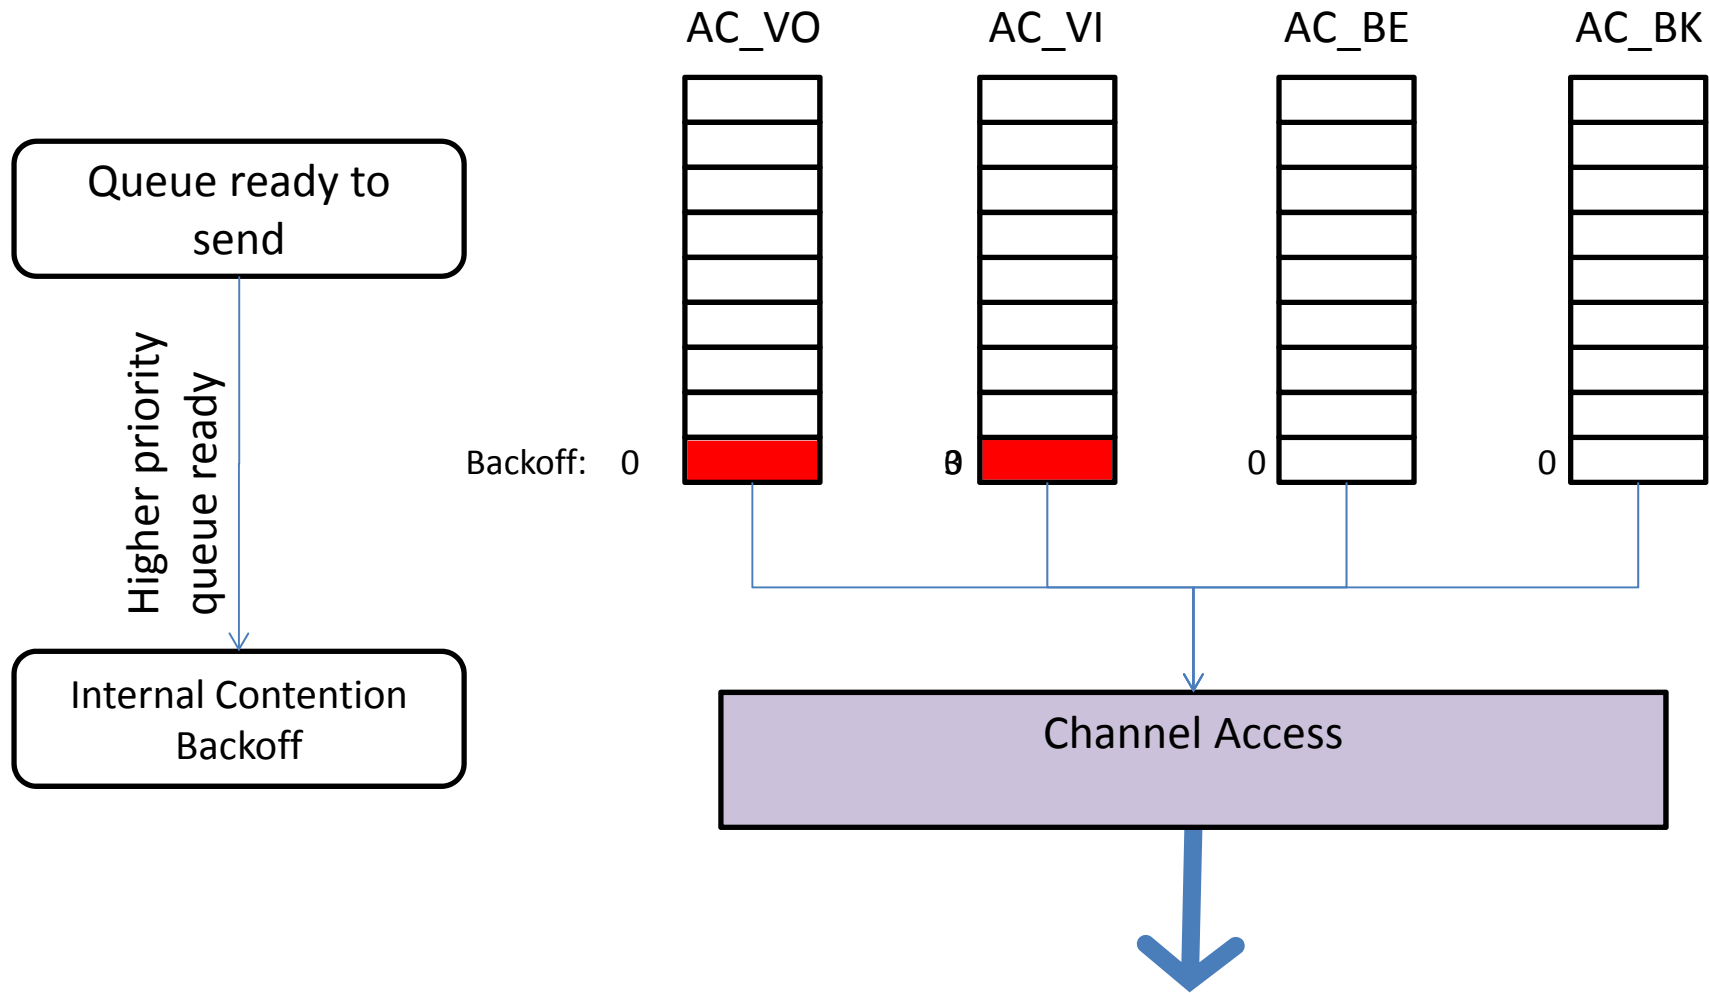 AC_VO AC_VI AC_BE AC_BK
Queue ready to
send
Higher priority
queue ready
Backoff: 0 0 0
Internal Contention
Backoff
Channel Access